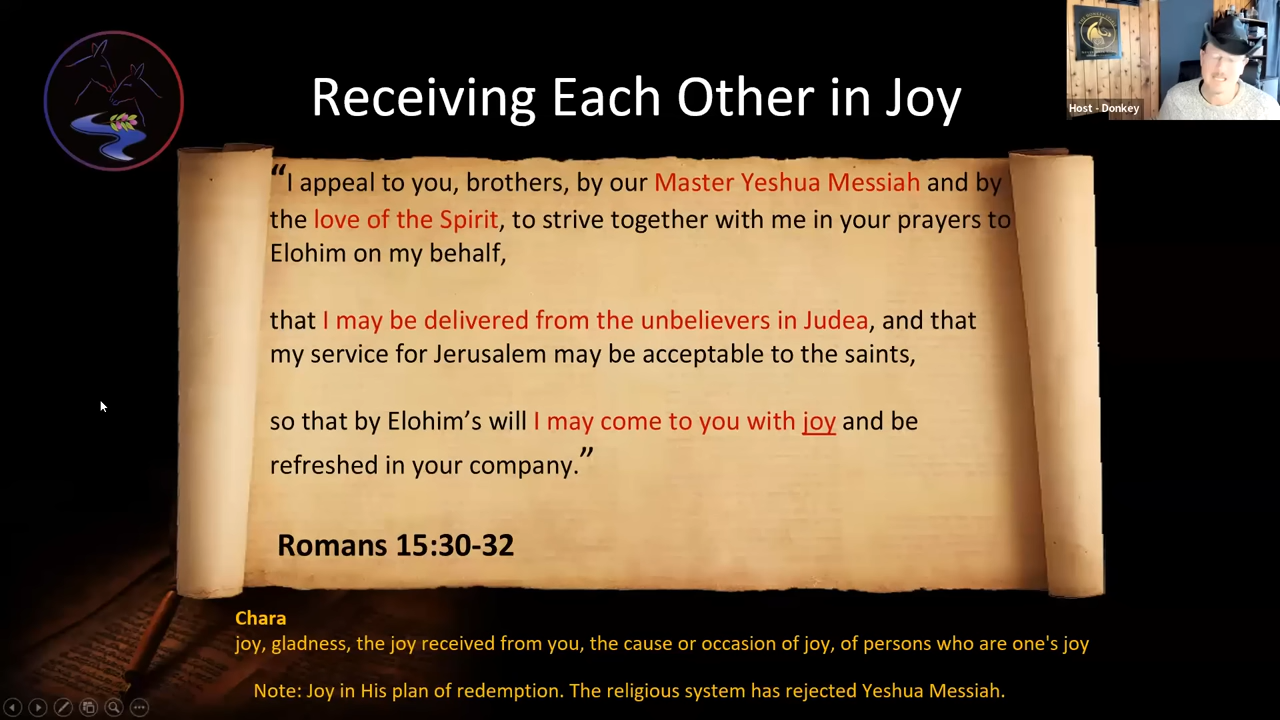 Receiving Each Other in Joy
Host - Donkey
“I appeal to you, brothers, by our Master Yeshua Messiah and by
the love of the Spirit, to strive together with me in your prayers to
Elohim on my behalf,
that I may be delivered from the unbelievers in Judea, and that
my service for Jerusalem may be acceptable to the saints,
so that by Elohim’s will I may come to you with joy and be
refreshed in your company.”
Romans 15:30-32
Chara
joy, gladness, the joy received from you, the cause or occasion of joy, of persons who are one's joy
Note: Joy in His plan of redemption. The religious system has rejected Yeshua Messiah.